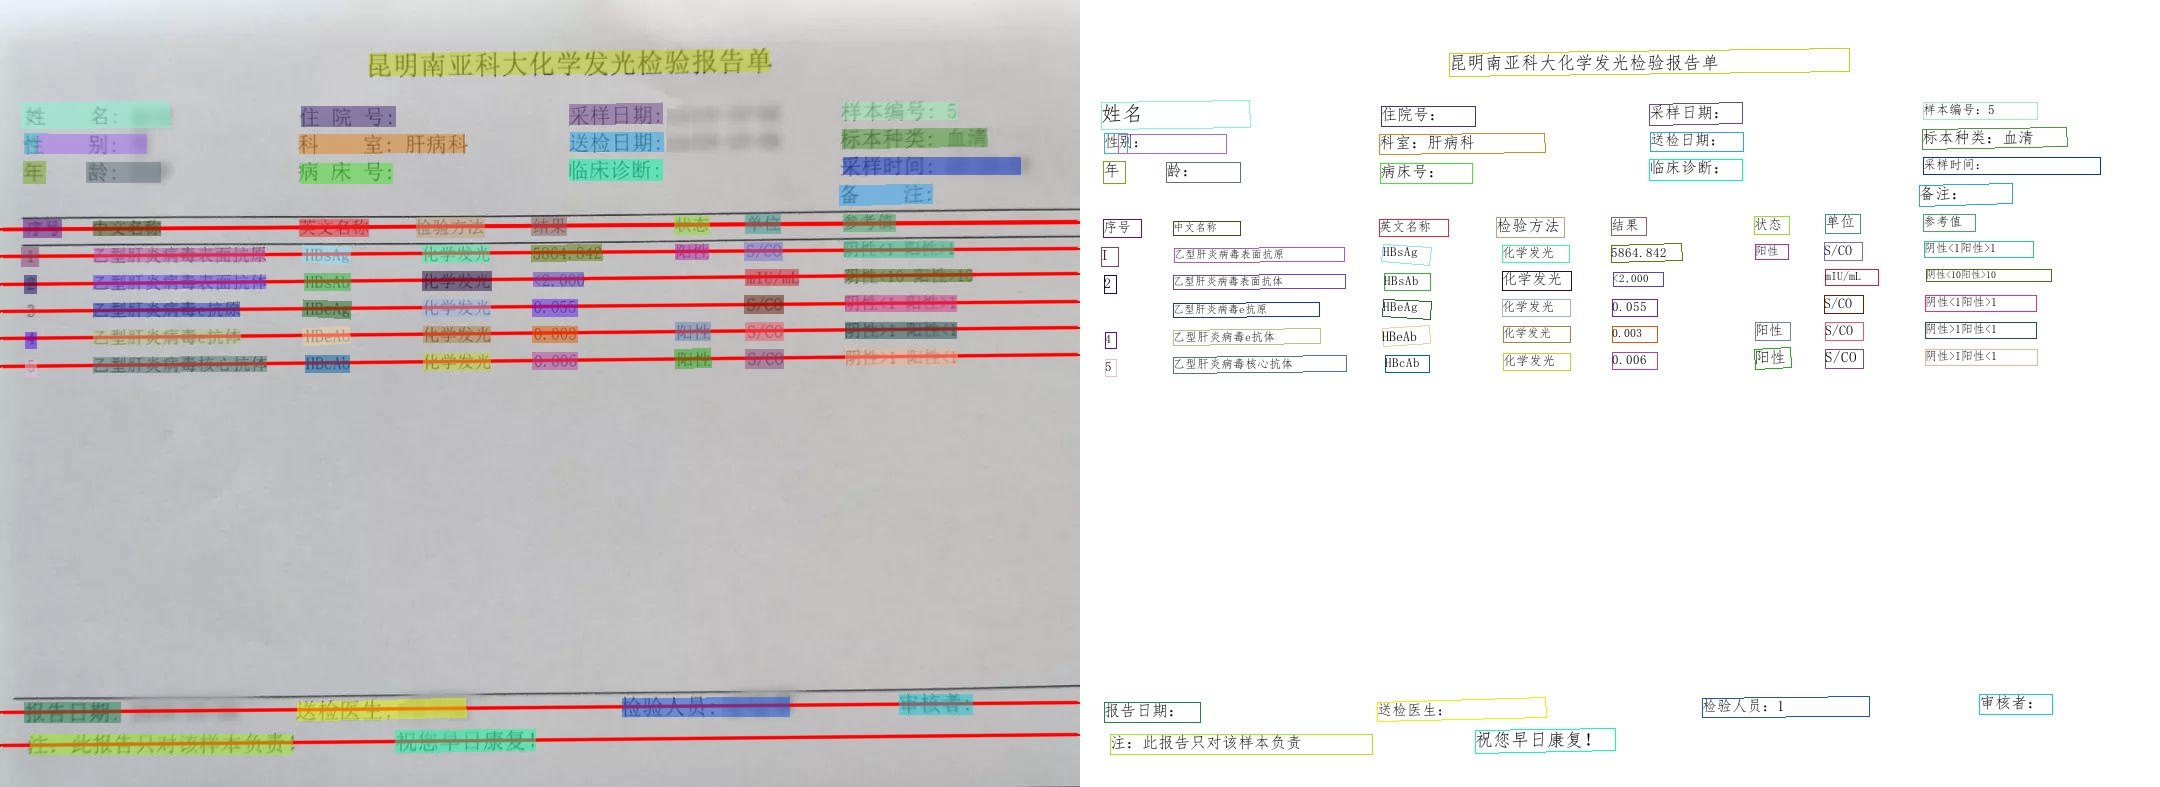 昆明南亚科大化学发光检验报告单
姓 名: 住 院 号: 采样日期: 样本编号: 5
性 别: 科 室: 肝病科 送检日期: 标本种类: 血清
年 龄: 病 床 号: 临床诊断: 采样时间:
备 注:
序号 中文名称 英文名称 检验方法 结果 状态 单位 参考值
1 乙型肝炎病毒表面抗原 HBsAg 化学发光 5864.842 阳性 S/CO 阴性<1 阳性>1
2 乙型肝炎病毒表面抗体 HBsAb 化学发光 <2.000 mIU/mL 阴性<10 阳性>10
3 乙型肝炎病毒e抗原 HBeAg 化学发光 0.055 S/CO 阴性<1 阳性>1
4 乙型肝炎病毒e抗体 HBeAb 化学发光 0.003 阳性 S/CO 阴性>1 阳性<1
5 乙型肝炎病毒核心抗体 HBcAb 化学发光 0.006 阳性 S/CO 阴性>1 阳性<1
报告日期: 送检医生: 检验人员: 审核者:
注: 此报告只对该样本负责! 祝您早日康复!
昆明南亚科大化学发光检验报告单
姓名 住院号: 采样日期: 样本编号: 5
性别: 科室: 肝病科 送检日期: 标本种类: 血清
年 龄: 病床号: 临床诊断: 采样时间:
备注:
序号 中文名称 英文名称 检验方法 结果 状态 单位 参考值
I 乙型肝炎病毒表面抗原 HBsAg 化学发光 5864.842 阳性 S/CO 阴性<1阳性>1
2 乙型肝炎病毒表面抗体 HBsAb 化学发光 <2,000 mIU/mL 阴性<10阳性>10
乙型肝炎病毒e抗原 HBeAg 化学发光 0.055 S/CO 阴性<1阳性>1
4 乙型肝炎病毒e抗体 HBeAb 化学发光 0.003 阳性 S/CO 阴性>1阳性<1
5 乙型肝炎病毒核心抗体 HBcAb 化学发光 0.006 阳性 S/CO 阴性>I阳性<1
报告日期: 送检医生: 检验人员: 1 审核者:
注: 此报告只对该样本负责 祝您早日康复!